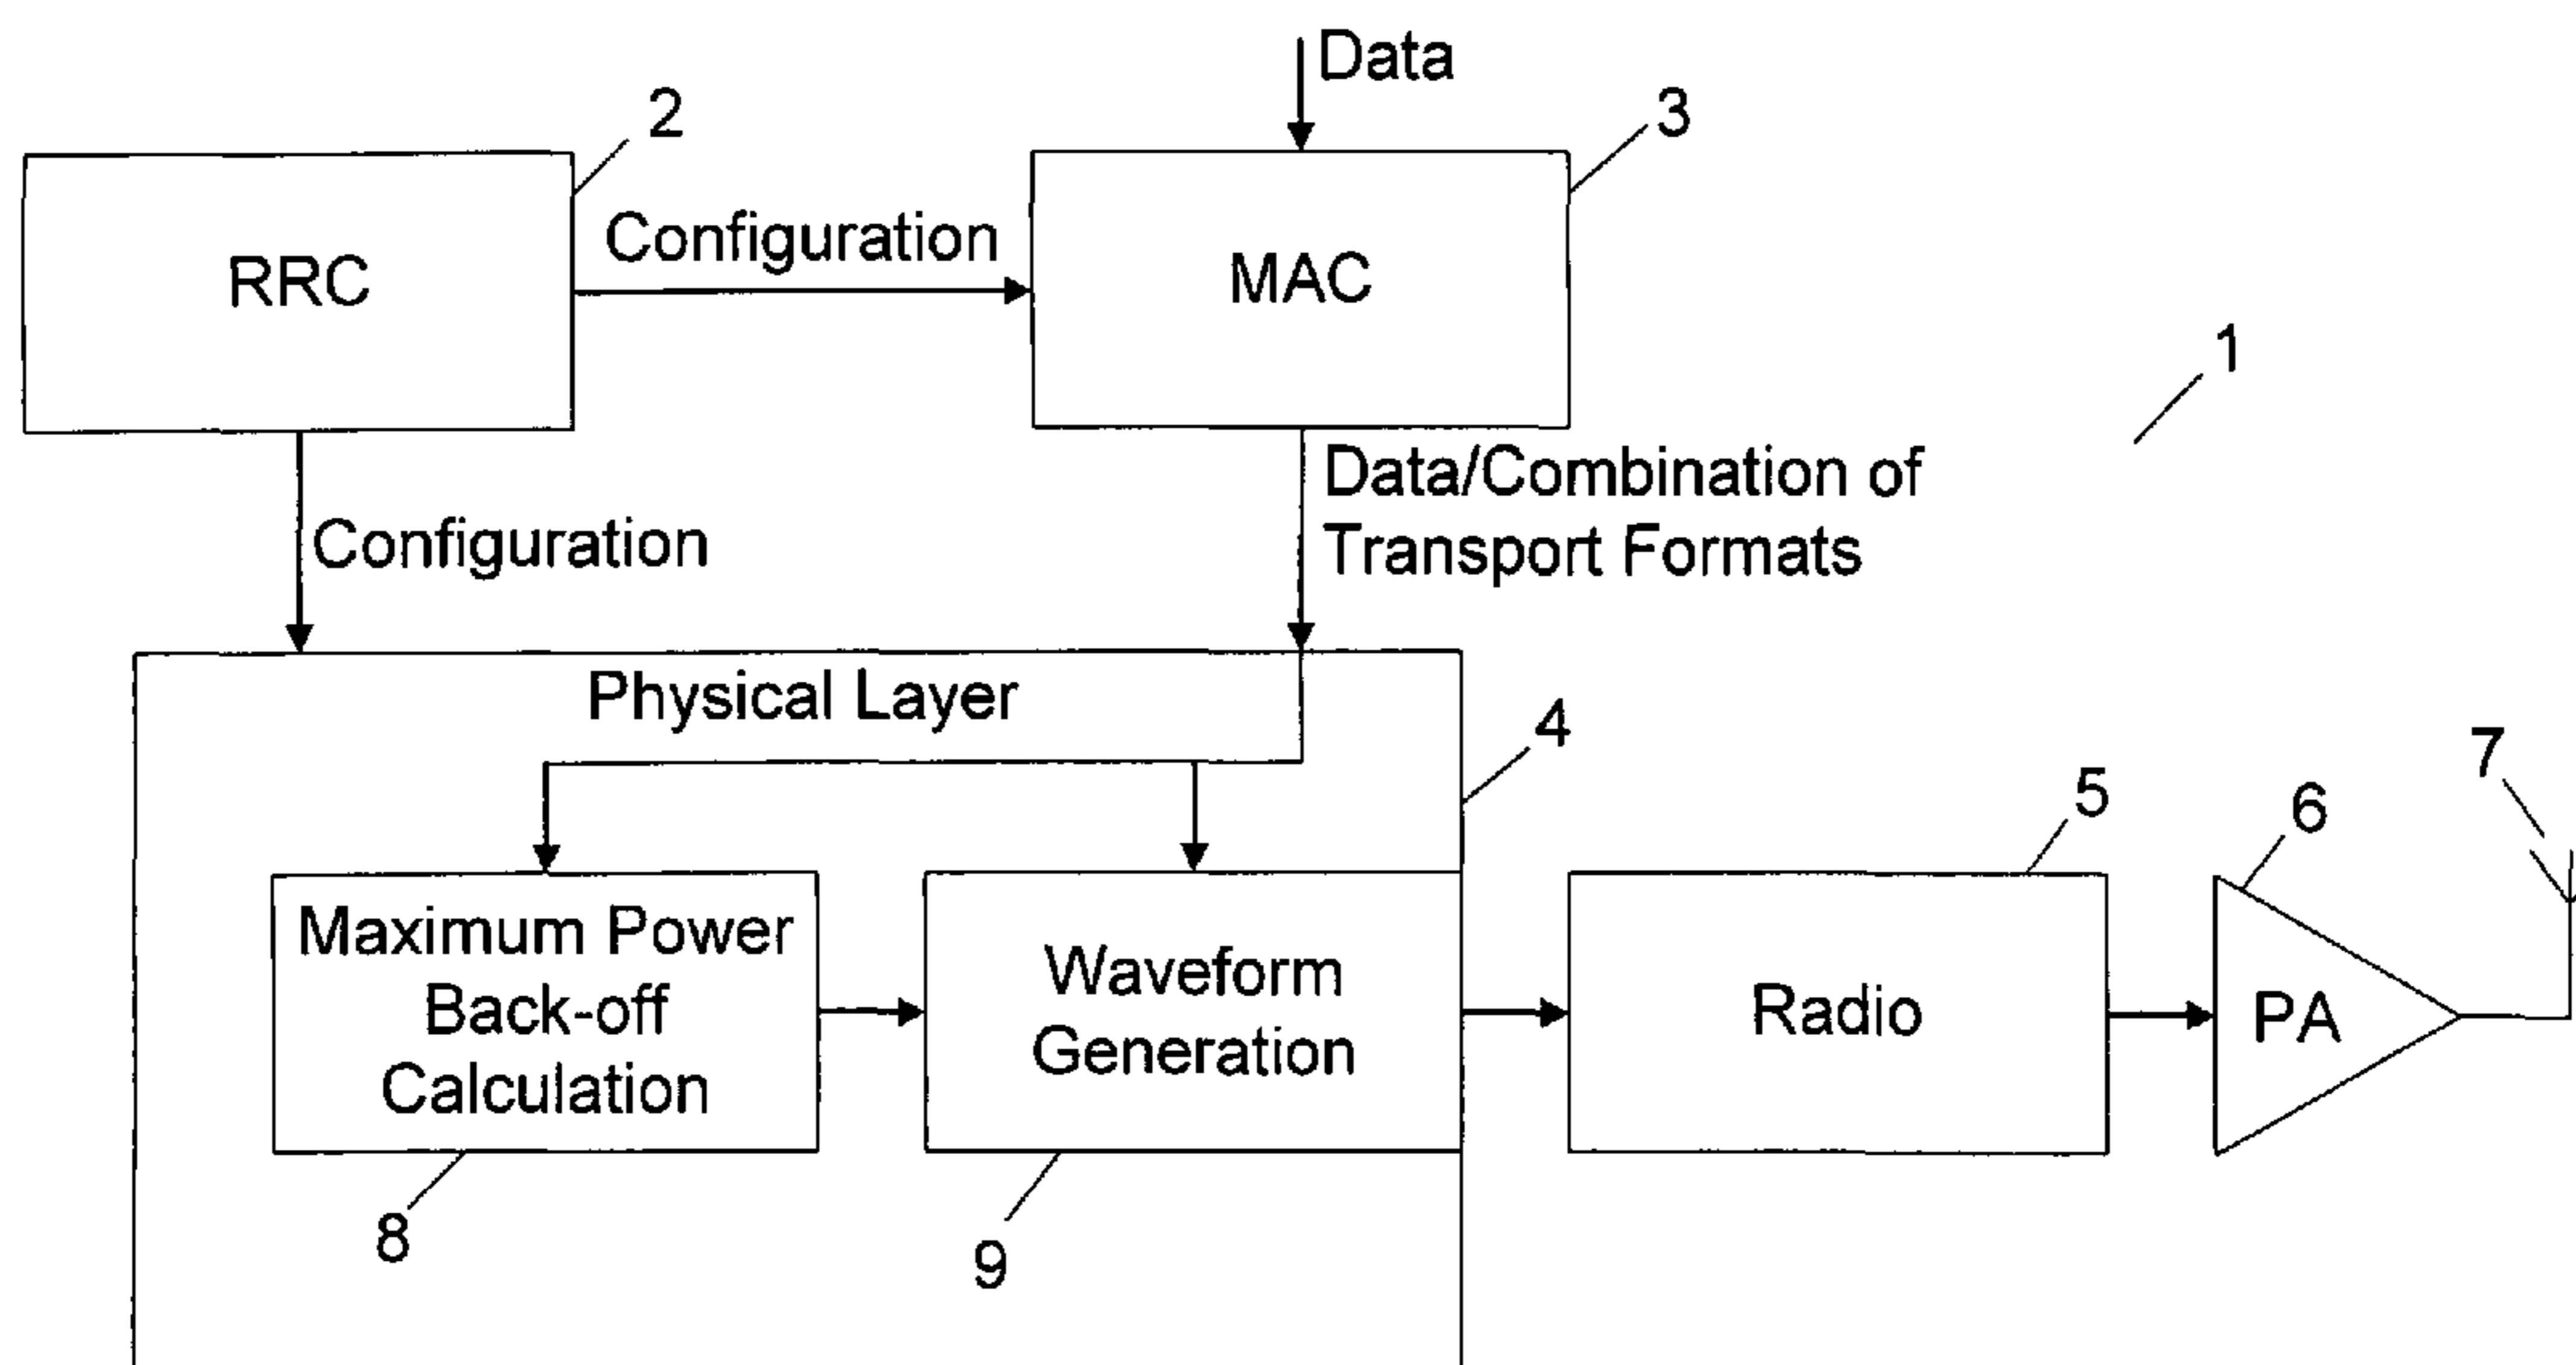 Data
2
3
RRC
Configuration
MAC
1
Configuration
Data/Combination of
Transport Formats
Physical Layer
4
5
6
7
Maximum Power
Back-off
Calculation
Waveform
Generation
Radio
PA
8
9